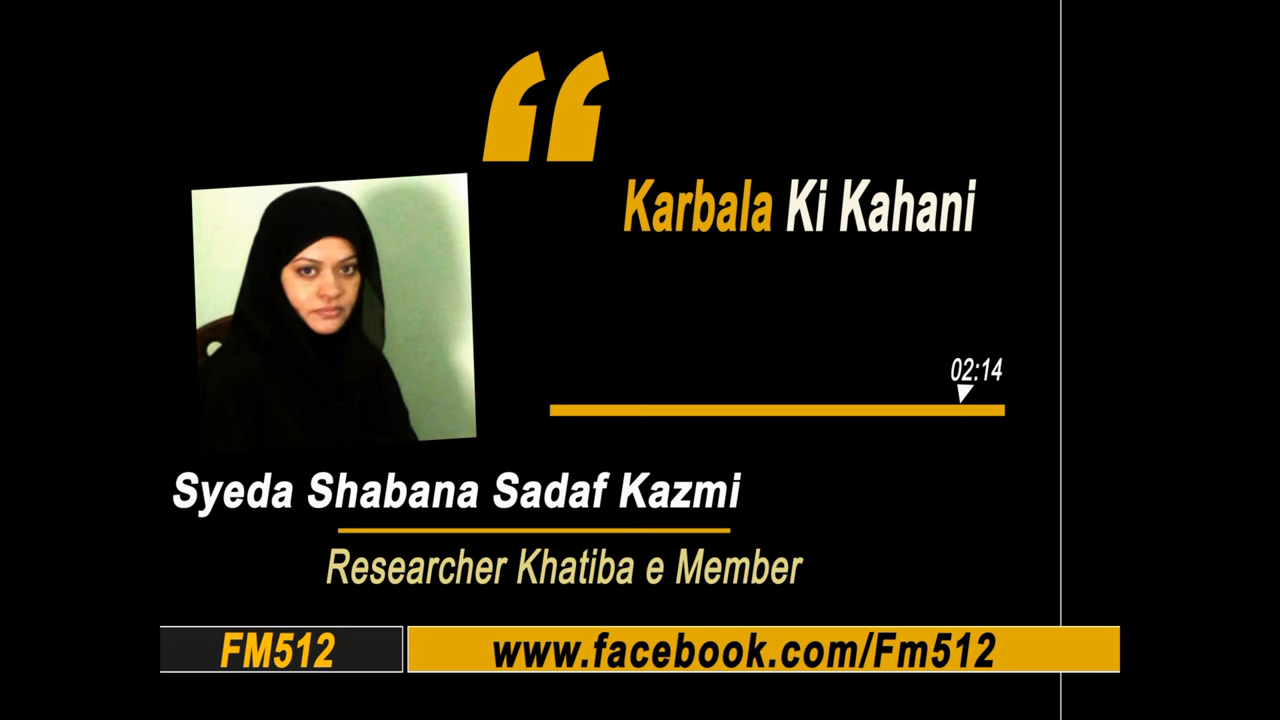 Karbala Ki Kahani
02:14
Syeda Shabana Sadaf Kazmi
Researcher Khatiba e Member
FM512
www.facebook.com/Fm512